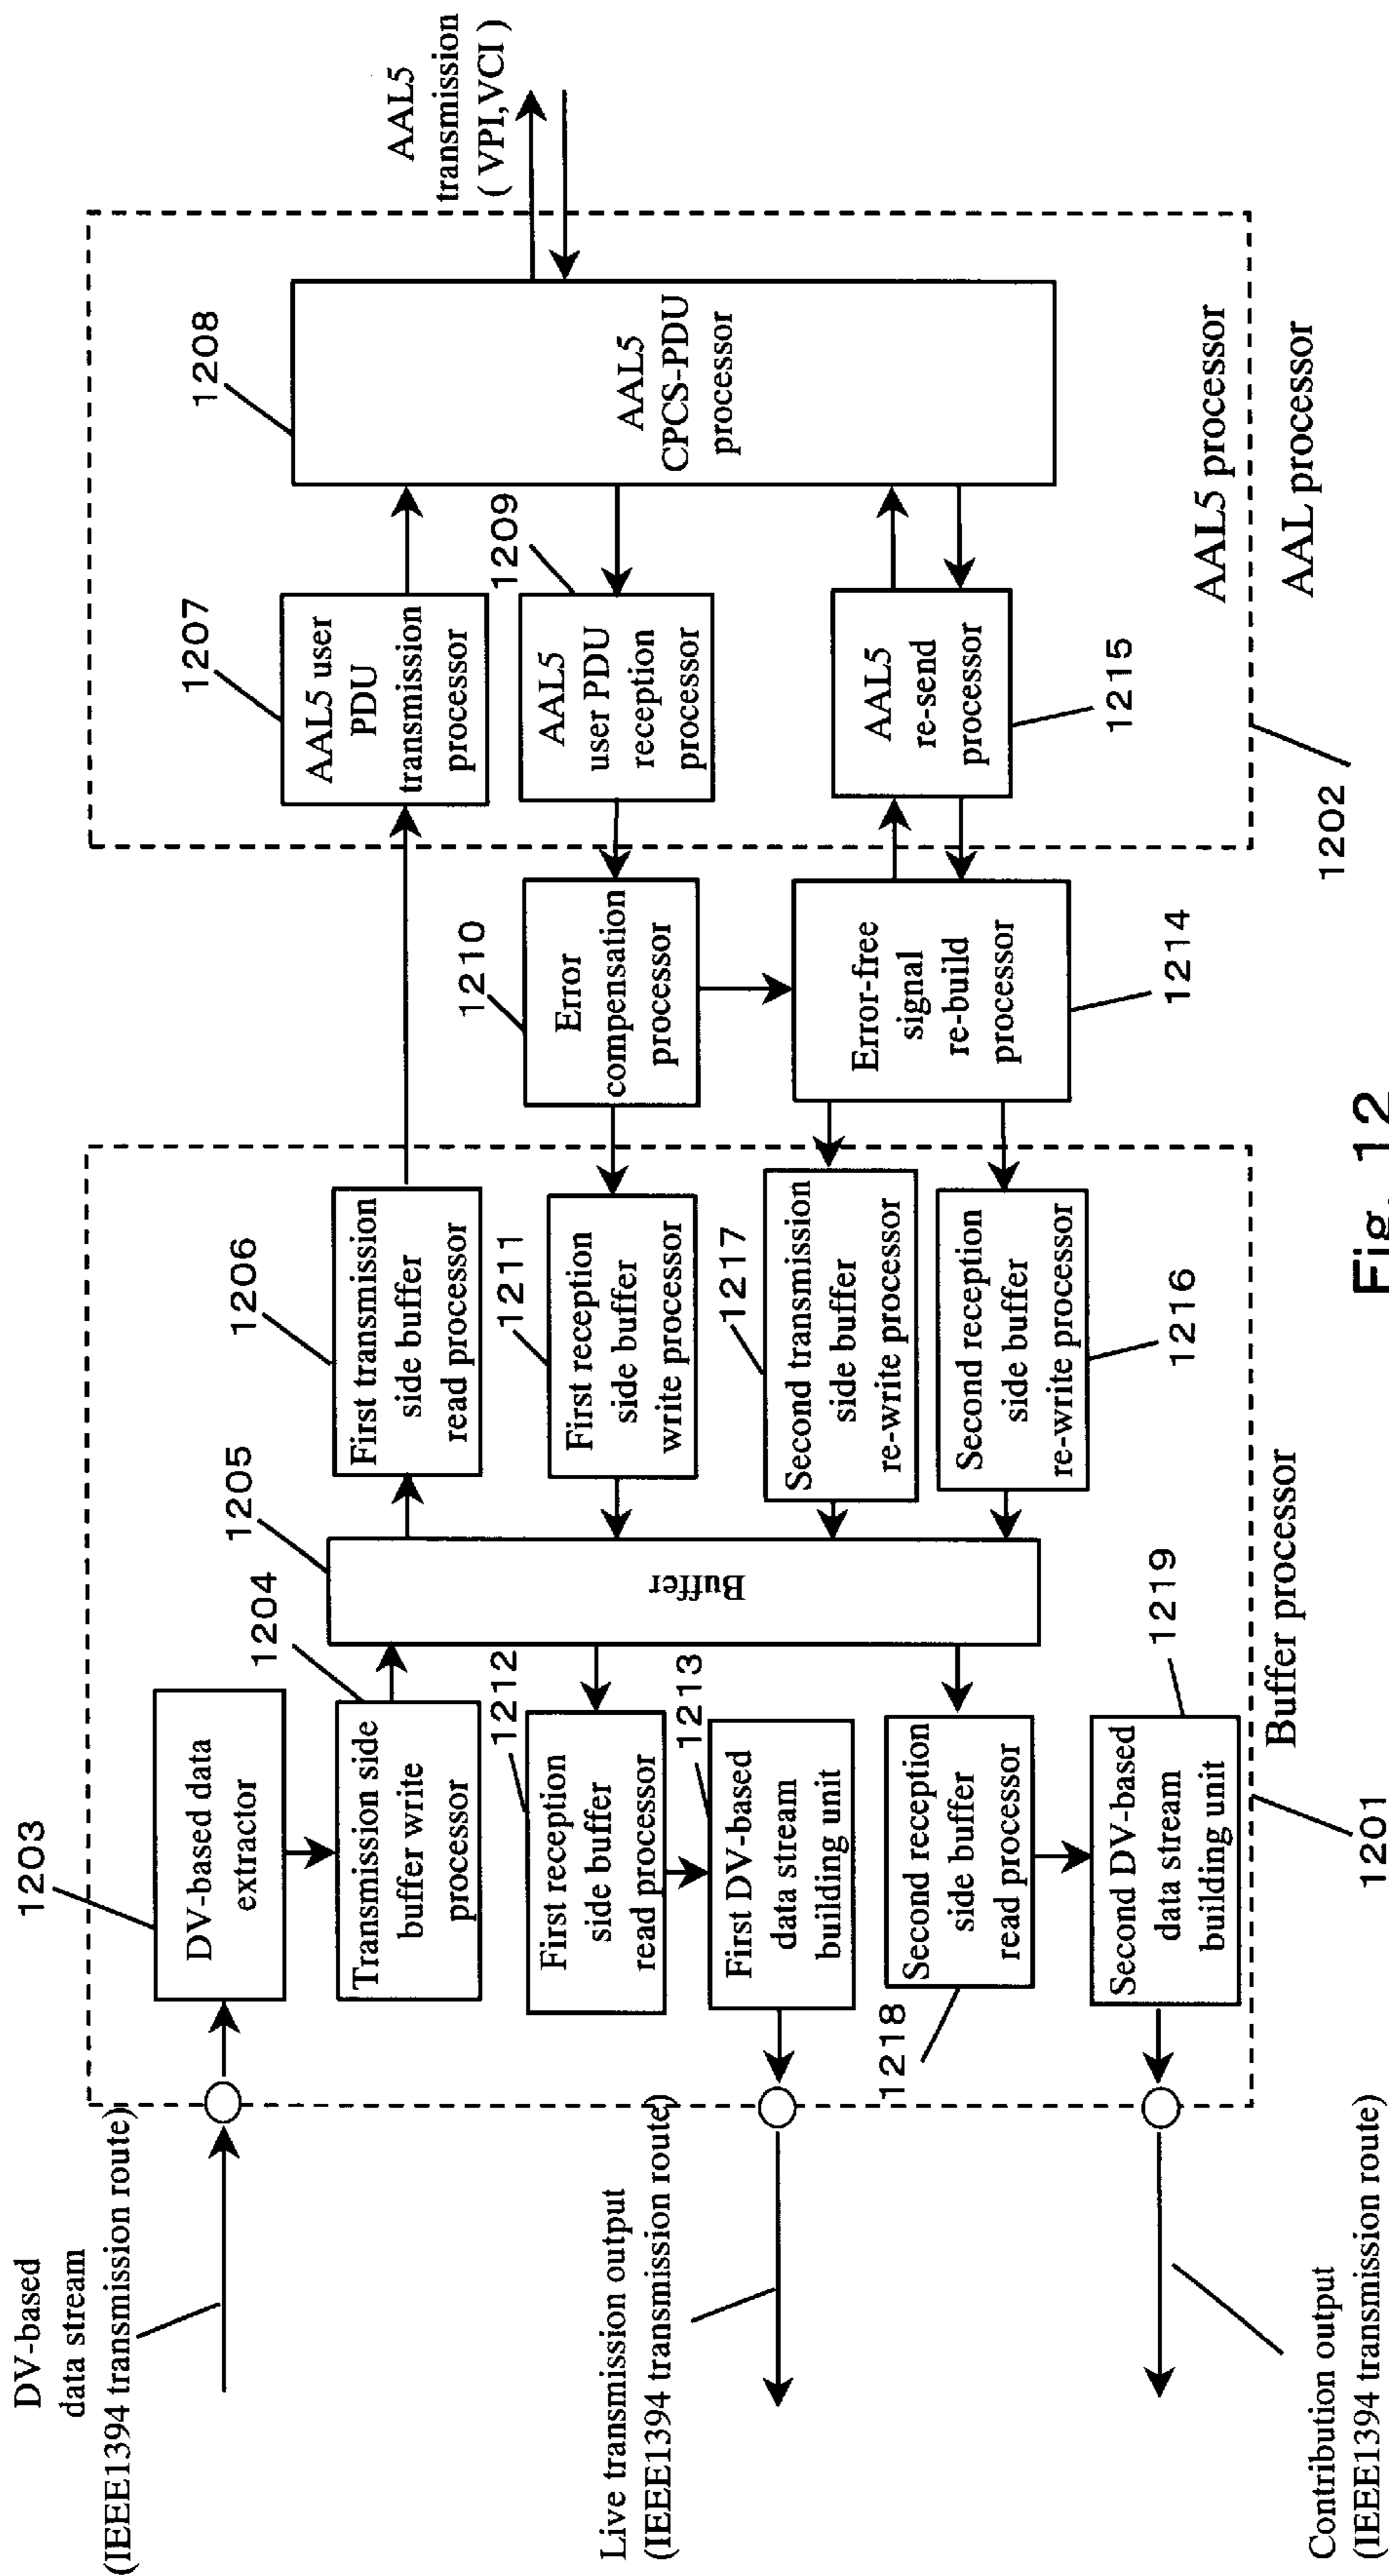 DV-based
data stream
(IEEE1394 transmission route)
1203
DV-based data
extractor
1204
Transmission side
buffer write
processor
1205
Buffer
1206
First transmission
side buffer
read processor
1207
AAL5 user
PDU
transmission
processor
1208
AAL5
CPCS-PDU
processor
AAL5
transmission
( VPI,VCI )
Live transmission output
(IEEE1394 transmission route)
1212
First reception
side buffer
read processor
1213
First DV-based
data stream
building unit
1211
First reception
side buffer
write processor
1210
Error
compensation
processor
1209
AAL5
user PDU
reception
processor
1217
Second transmission
side buffer
re-write processor
Error-free
signal
re-build
processor
1214
AAL5
re-send
processor
1215
Second reception
side buffer
re-write processor
1216
Second reception
side buffer
read processor
1218
Second DV-based
data stream
building unit
1219
Contribution output
(IEEE1394 transmission route)
Buffer processor
1201
AAL5 processor
AAL processor
1202
Fig. 12